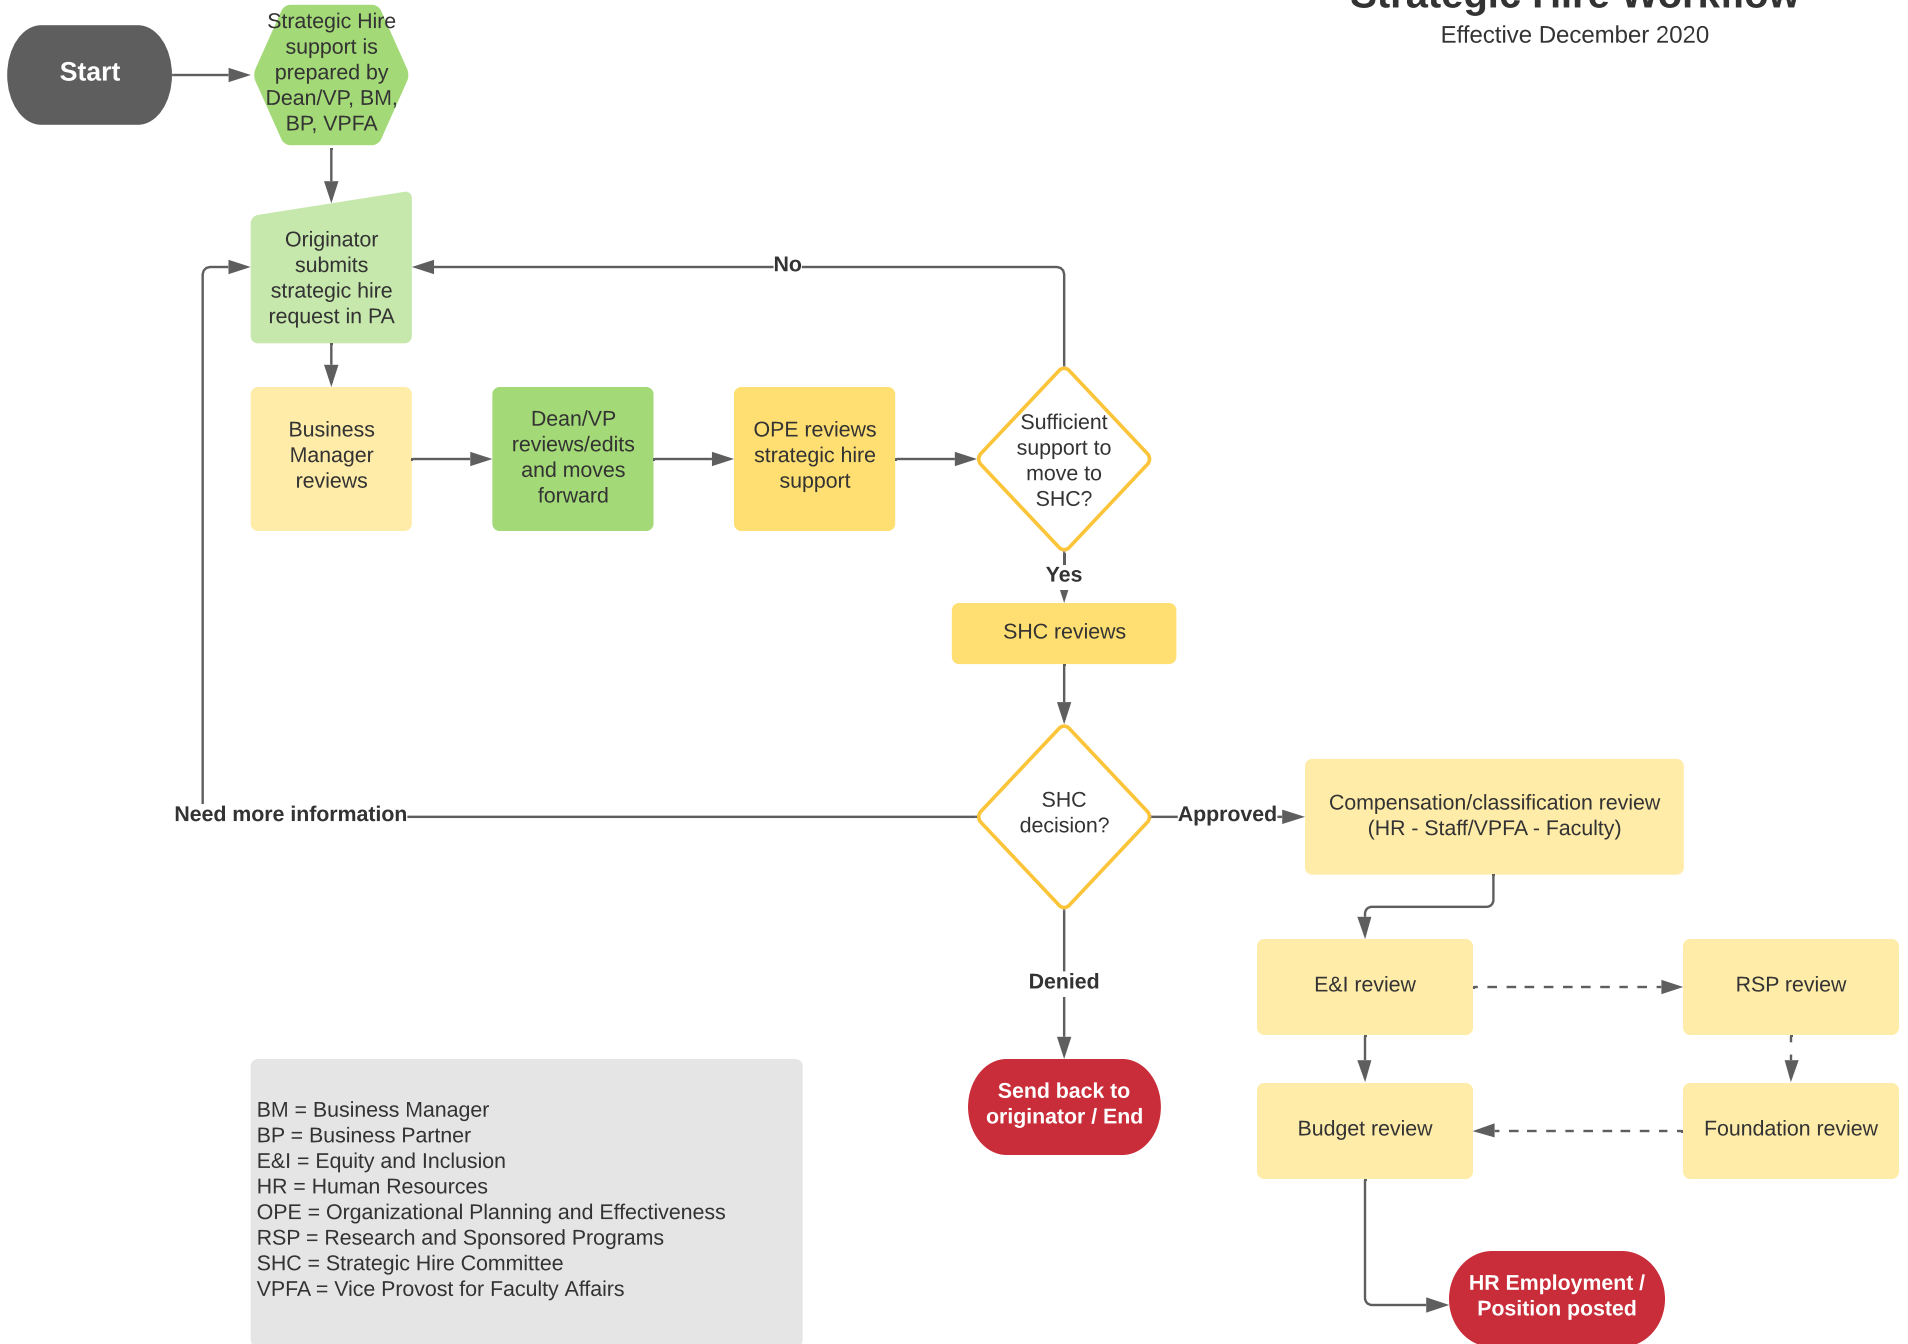 Strategic Hire Workflow
Effective December 2020
Start
Strategic Hire
support is
prepared by
Dean/VP, BM,
BP, VPFA
Originator
submits
strategic hire
request in PA
No
Business
Manager
reviews
Dean/VP
reviews/edits
and moves
forward
OPE reviews
strategic hire
support
Sufficient
support to
move to
SHC?
Yes
SHC reviews
SHC
decision?
Need more information
Approved
Compensation/classification review
(HR - Staff/VPFA - Faculty)
Denied
E&I review
RSP review
Send back to
originator / End
Budget review
Foundation review
HR Employment /
Position posted
BM = Business Manager
BP = Business Partner
E&I = Equity and Inclusion
HR = Human Resources
OPE = Organizational Planning and Effectiveness
RSP = Research and Sponsored Programs
SHC = Strategic Hire Committee
VPFA = Vice Provost for Faculty Affairs